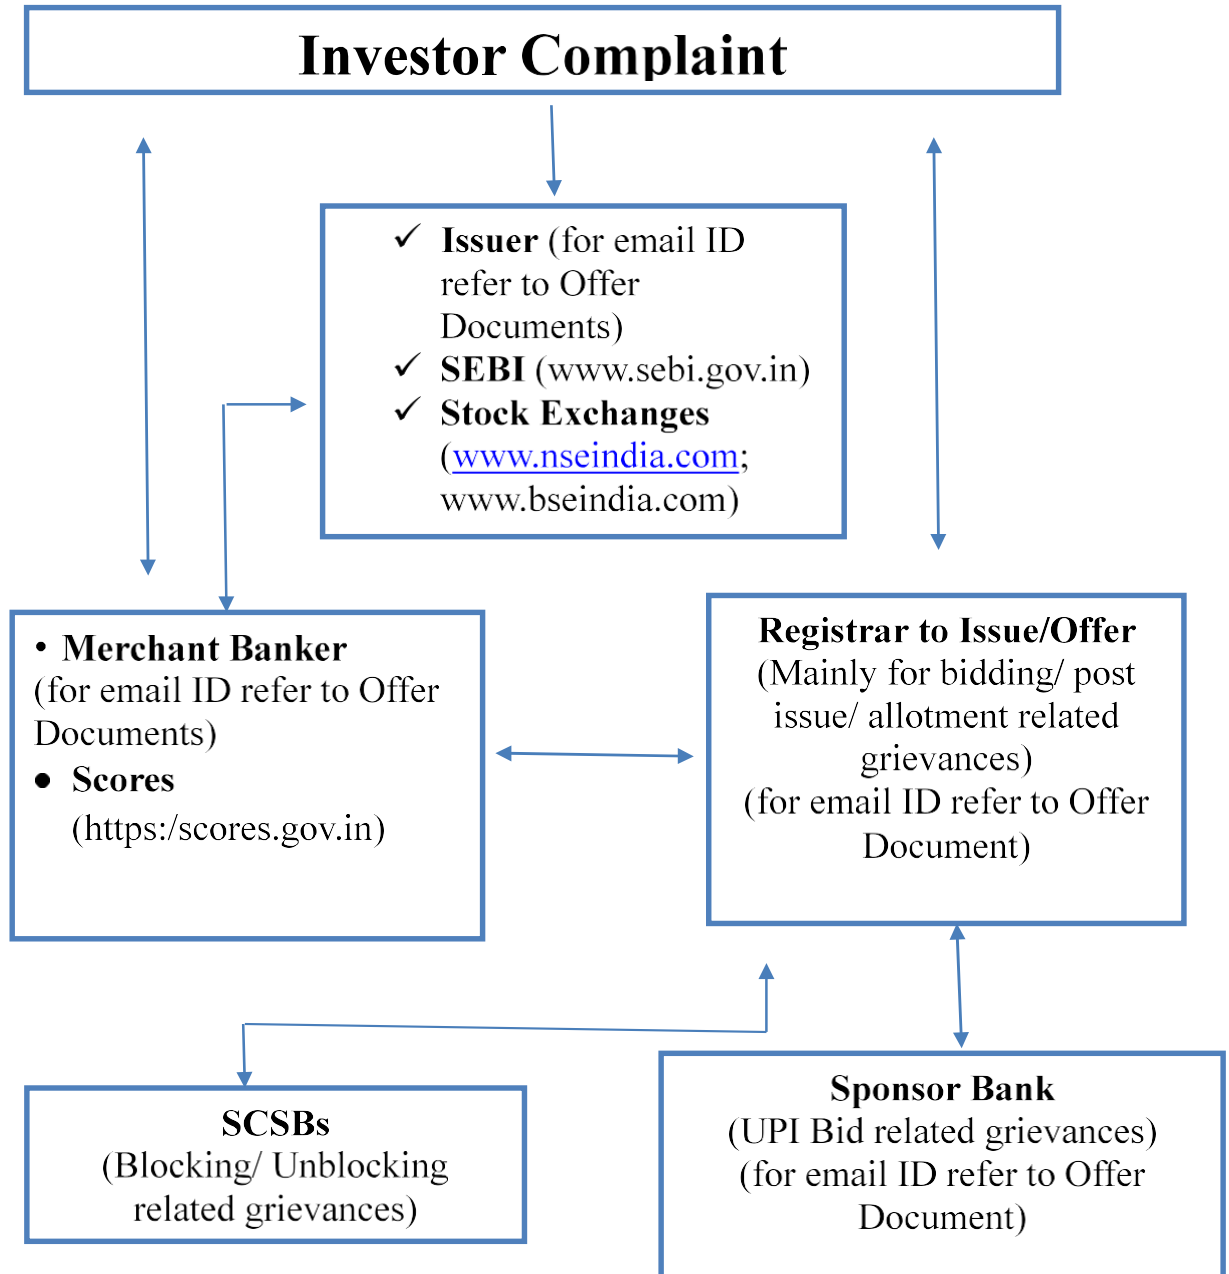 Investor Complaint
✓ Issuer (for email ID
refer to Offer
Documents)
✓ SEBI (www.sebi.gov.in)
✓ Stock Exchanges
(www.nseindia.com;
www.bseindia.com)
• Merchant Banker
(for email ID refer to Offer
Documents)
● Scores
(https:/scores.gov.in)
Registrar to Issue/Offer
(Mainly for bidding/ post
issue/ allotment related
grievances)
(for email ID refer to Offer
Document)
SCSBs
(Blocking/ Unblocking
related grievances)
Sponsor Bank
(UPI Bid related grievances)
(for email ID refer to Offer
Document)